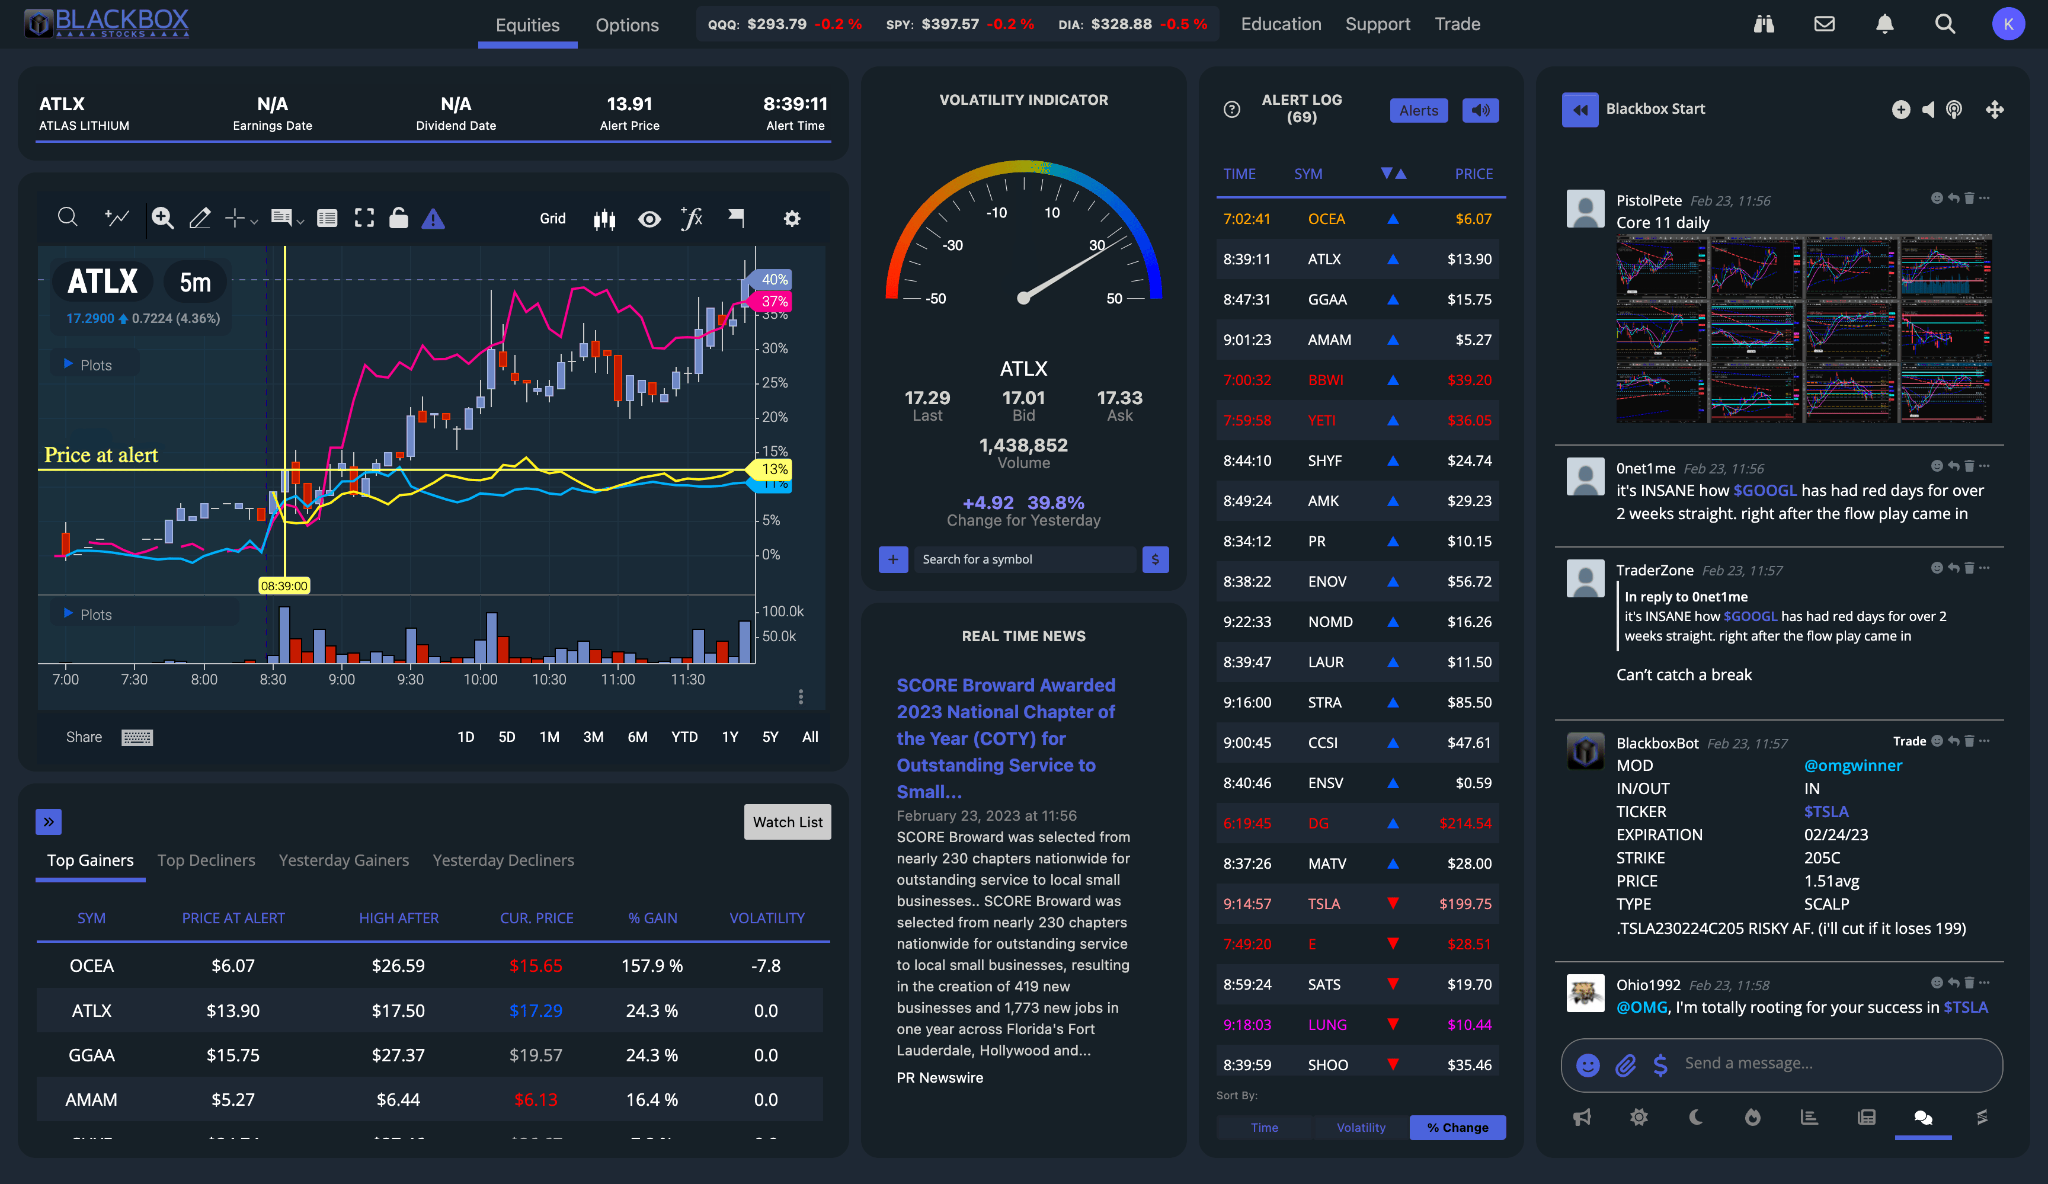 BLACKBOX
STOCKS
Equities
Options
QQQ: $293.79 -0.2 %
SPY: $397.57 -0.2 %
DIA: $328.88 -0.5 %
Education
Support
Trade
K
ATLX
ATLAS LITHIUM
N/A
Earnings Date
N/A
Dividend Date
13.91
Alert Price
8:39:11
Alert Time
Grid
ATLX
5m
17.2900 0.7224 (4.36%)
Plots
Price at alert
40%
37%
35%
30%
25%
20%
15%
13%
11%
5%
0%
08:39:00
Plots
100.0k
50.0k
7:00 7:30 8:00 8:30 9:00 9:30 10:00 10:30 11:00 11:30
Share
1D 5D 1M 3M 6M YTD 1Y 5Y All
Watch List
Top Gainers Top Decliners Yesterday Gainers Yesterday Decliners
SYM PRICE AT ALERT HIGH AFTER CUR. PRICE % GAIN VOLATILITY
OCEA $6.07 $26.59 $15.65 157.9 % -7.8
ATLX $13.90 $17.50 $17.29 24.3 % 0.0
GGAA $15.75 $27.37 $19.57 24.3 % 0.0
AMAM $5.27 $6.44 $6.13 16.4 % 0.0
VOLATILITY INDICATOR
-50
-30
-10
10
30
50
ATLX
17.29 17.01 17.33
Last Bid Ask
1,438,852
Volume
+4.92 39.8%
Change for Yesterday
+ Search for a symbol $
REAL TIME NEWS
SCORE Broward Awarded
2023 National Chapter of
the Year (COTY) for
Outstanding Service to
Small...
February 23, 2023 at 11:56
SCORE Broward was selected from
nearly 230 chapters nationwide for
outstanding service to local small
businesses.. SCORE Broward was
selected from nearly 230 chapters
nationwide for outstanding service
to local small businesses, resulting
in the creation of 419 new
businesses and 1,773 new jobs in
one year across Florida's Fort
Lauderdale, Hollywood and...
PR Newswire
ALERT LOG
(69)
Alerts
TIME SYM PRICE
7:02:41 OCEA $6.07
8:39:11 ATLX $13.90
8:47:31 GGAA $15.75
9:01:23 AMAM $5.27
7:00:32 BBWI $39.20
7:59:58 YETI $36.05
8:44:10 SHYF $24.74
8:49:24 AMK $29.23
8:34:12 PR $10.15
8:38:22 ENOV $56.72
9:22:33 NOMD $16.26
8:39:47 LAUR $11.50
9:16:00 STRA $85.50
9:00:45 CCSI $47.61
8:40:46 ENSV $0.59
6:19:45 DG $214.54
8:37:26 MATV $28.00
9:14:57 TSLA $199.75
7:49:20 E $28.51
8:59:24 SATS $19.70
9:18:03 LUNG $10.44
8:39:59 SHOO $35.46
Sort By:
Time Volatility % Change
Blackbox Start
PistolPete Feb 23, 11:56
Core 11 daily
0net1me Feb 23, 11:56
it's INSANE how $GOOGL has had red days for over
2 weeks straight. right after the flow play came in
TraderZone Feb 23, 11:57
In reply to 0net1me
it's INSANE how $GOOGL has had red days for over 2
weeks straight. right after the flow play came in
Can't catch a break
BlackboxBot Feb 23, 11:57 Trade
MOD @omgwinner
IN/OUT IN
TICKER $TSLA
EXPIRATION 02/24/23
STRIKE 205C
PRICE 1.51avg
TYPE SCALP
.TSLA230224C205 RISKY AF. (i'll cut if it loses 199)
Ohio1992 Feb 23, 11:58
@OMG, I'm totally rooting for your success in $TSLA
Send a message...